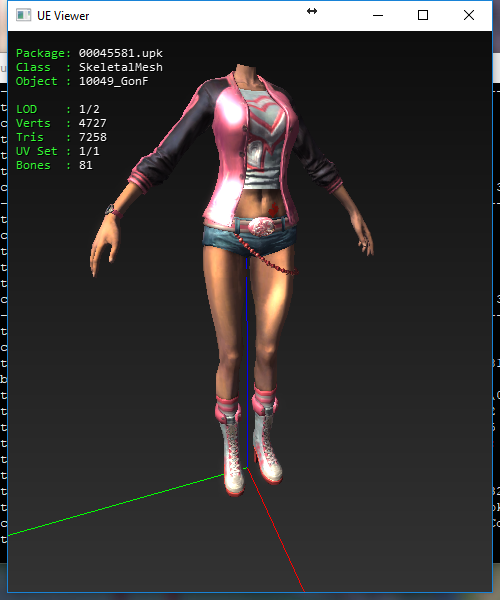 UE Viewer
Package: 00045581.upk
Class : SkeletalMesh
Object : 10049_GonF
LOD : 1/2
Verts : 4727
Tris : 7258
UV Set : 1/1
Bones : 81